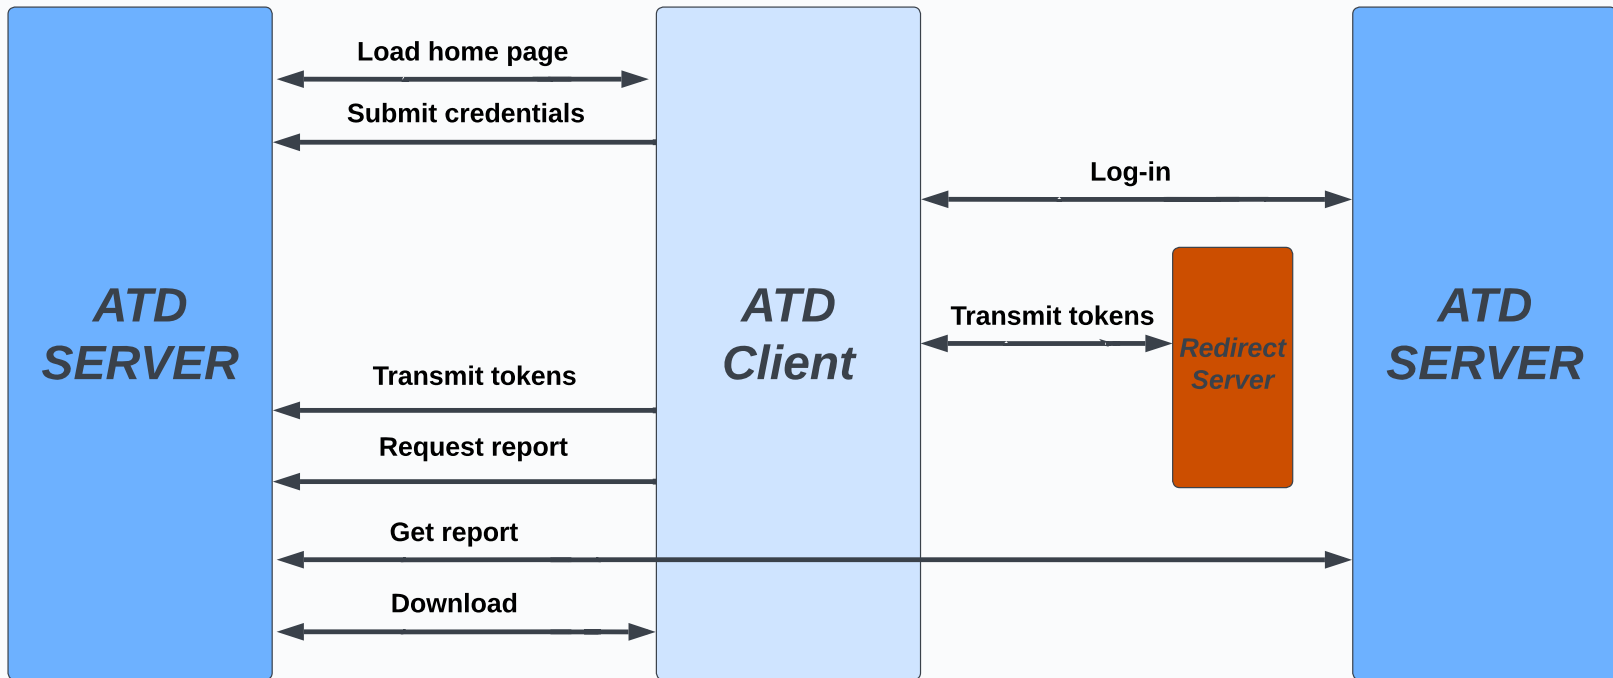 Load home page
Submit credentials
Log-in
ATD
SERVER
ATD
Client
Transmit tokens
Redirect
Server
ATD
SERVER
Transmit tokens
Request report
Get report
Download